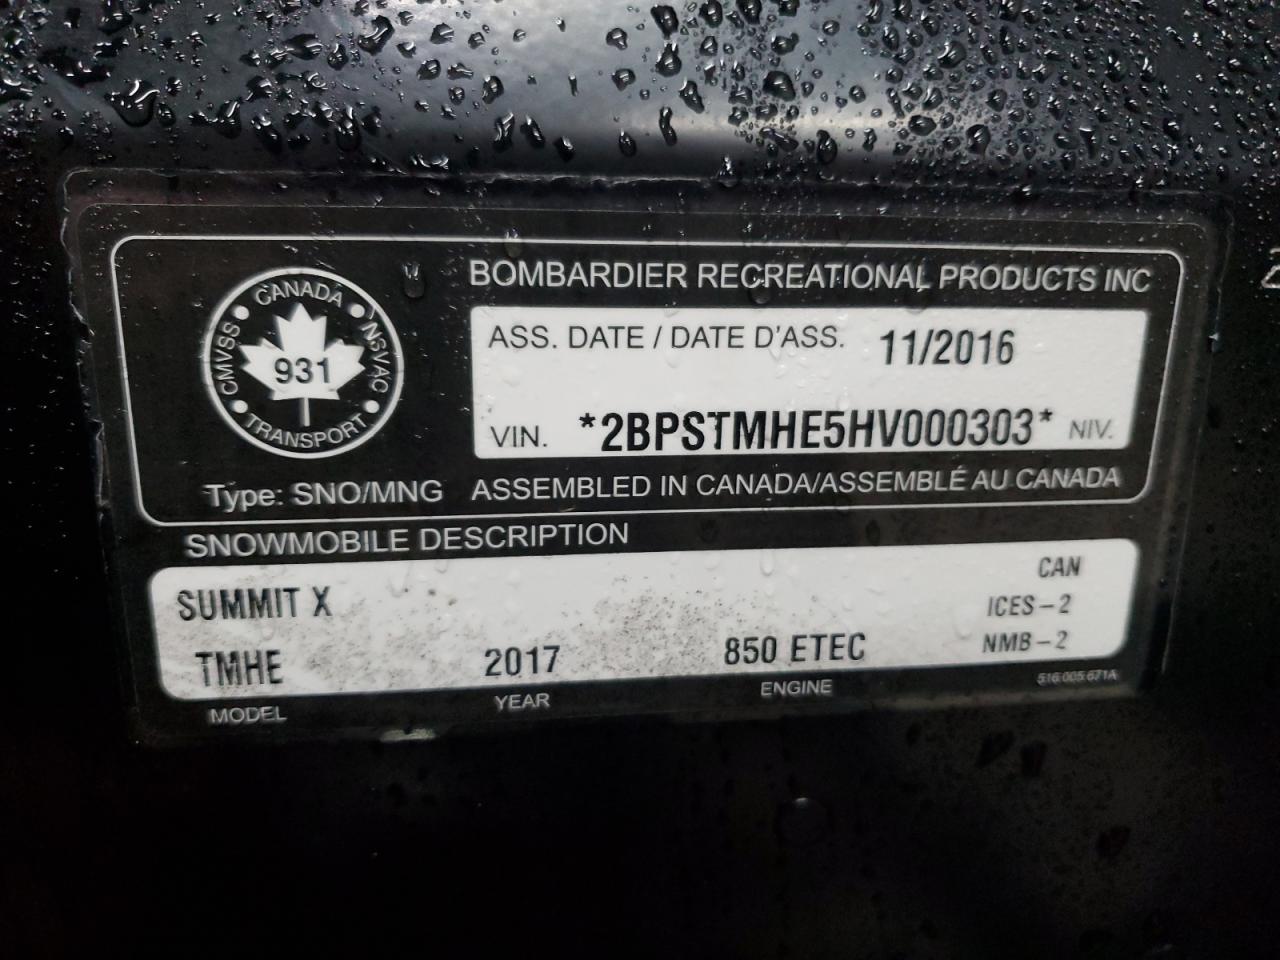 BOMBARDIER RECREATIONAL PRODUCTS INC
CANADA
CMVSS
NSVAC
931
TRANSPORT
ASS. DATE / DATE D'ASS. 11/2016
VIN. *2BPSTMHE5HV000303* NIV.
Type: SNO/MNG
ASSEMBLED IN CANADA/ASSEMBLÉ AU CANADA
SNOWMOBILE DESCRIPTION
SUMMIT X
CAN
ICES-2
TMHE 2017 850 ETEC NMB-2
MODEL YEAR ENGINE 516 005 671A
2